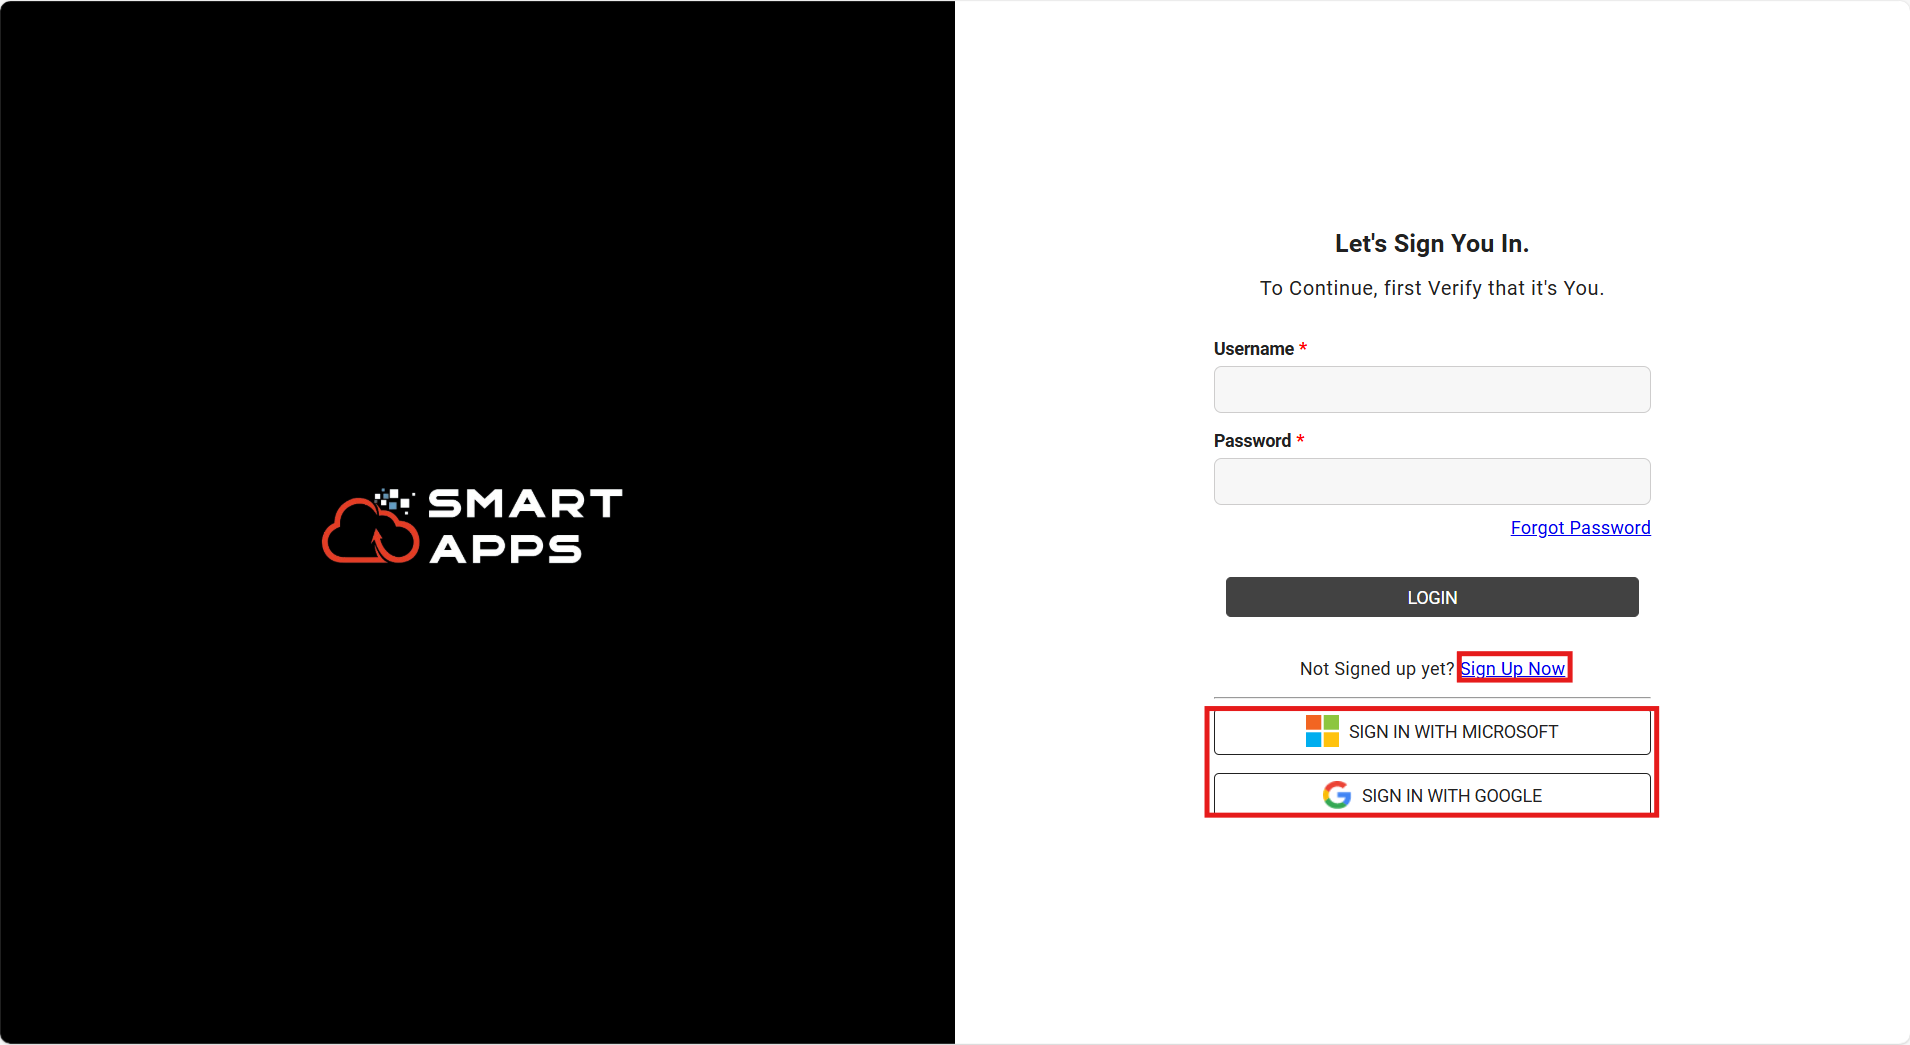 SMART
APPS
Let's Sign You In.
To Continue, first Verify that it's You.
Username *
Password *
Forgot Password
LOGIN
Not Signed up yet? Sign Up Now
SIGN IN WITH MICROSOFT
SIGN IN WITH GOOGLE